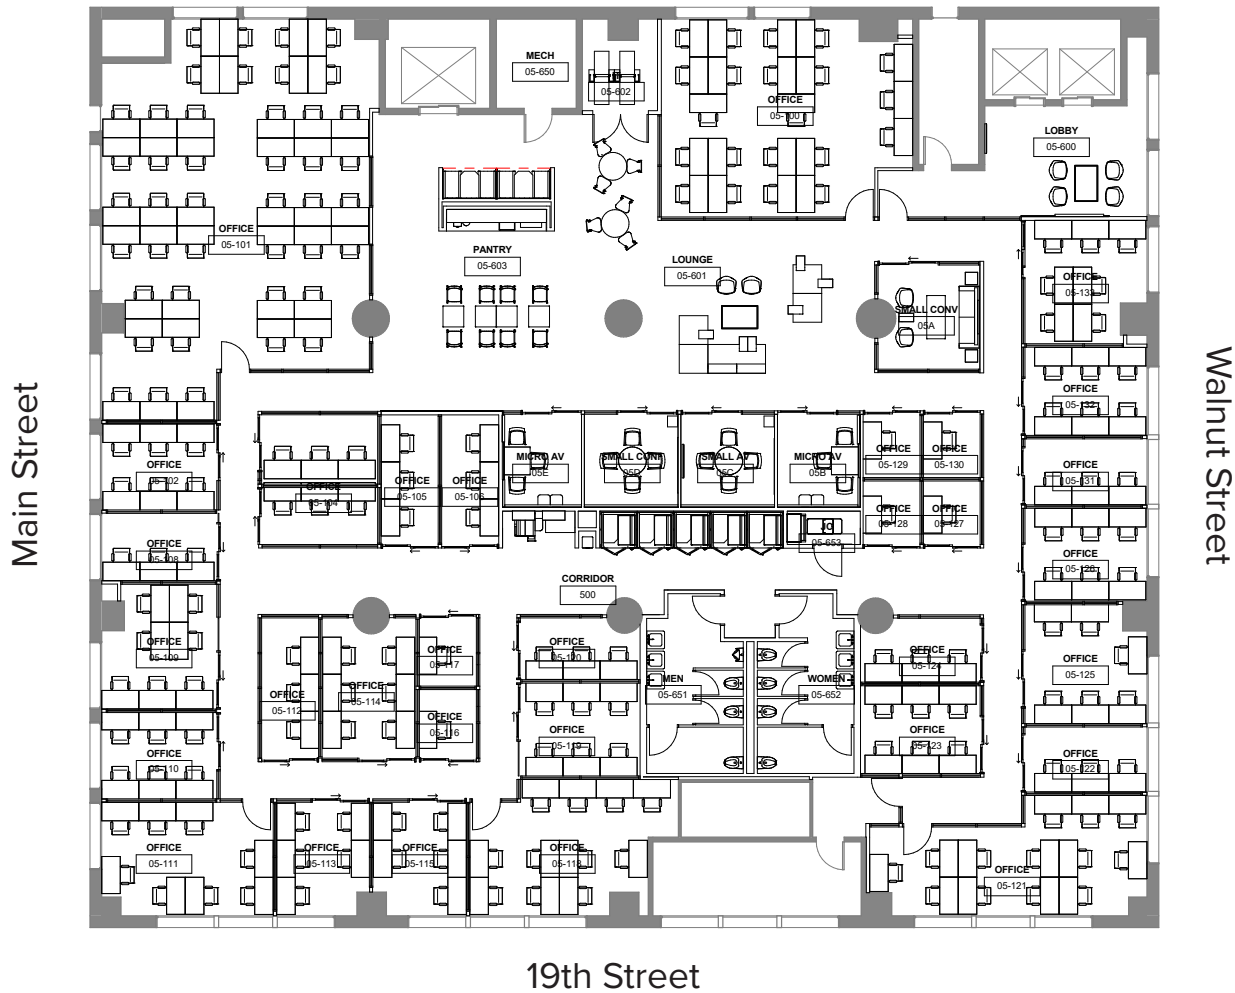 MECH
05-650
05-602
OFFICE
05-100
LOBBY
05-600
OFFICE
05-101
PANTRY
05-603
LOUNGE
05-601
OFFICE
05-133
SMALL CONV
05A
OFFICE
05-132
Main Street
Walnut Street
OFFICE
05-102
OFFICE
05-104
OFFICE
05-105
OFFICE
05-106
MICRO AV
05E
SMALL CONF
05D
SMALL AV
05C
MICRO AV
05B
OFFICE
05-129
OFFICE
05-130
OFFICE
05-131
OFFICE
05-128
OFFICE
05-127
05-653
OFFICE
05-108
OFFICE
05-126
CORRIDOR
500
OFFICE
05-109
OFFICE
05-112
OFFICE
05-114
OFFICE
05-117
OFFICE
05-116
OFFICE
05-120
OFFICE
05-119
MEN
05-651
WOMEN
05-652
OFFICE
05-124
OFFICE
05-123
OFFICE
05-125
OFFICE
05-122
OFFICE
05-110
OFFICE
05-111
OFFICE
05-113
OFFICE
05-115
OFFICE
05-118
OFFICE
05-121
19th Street